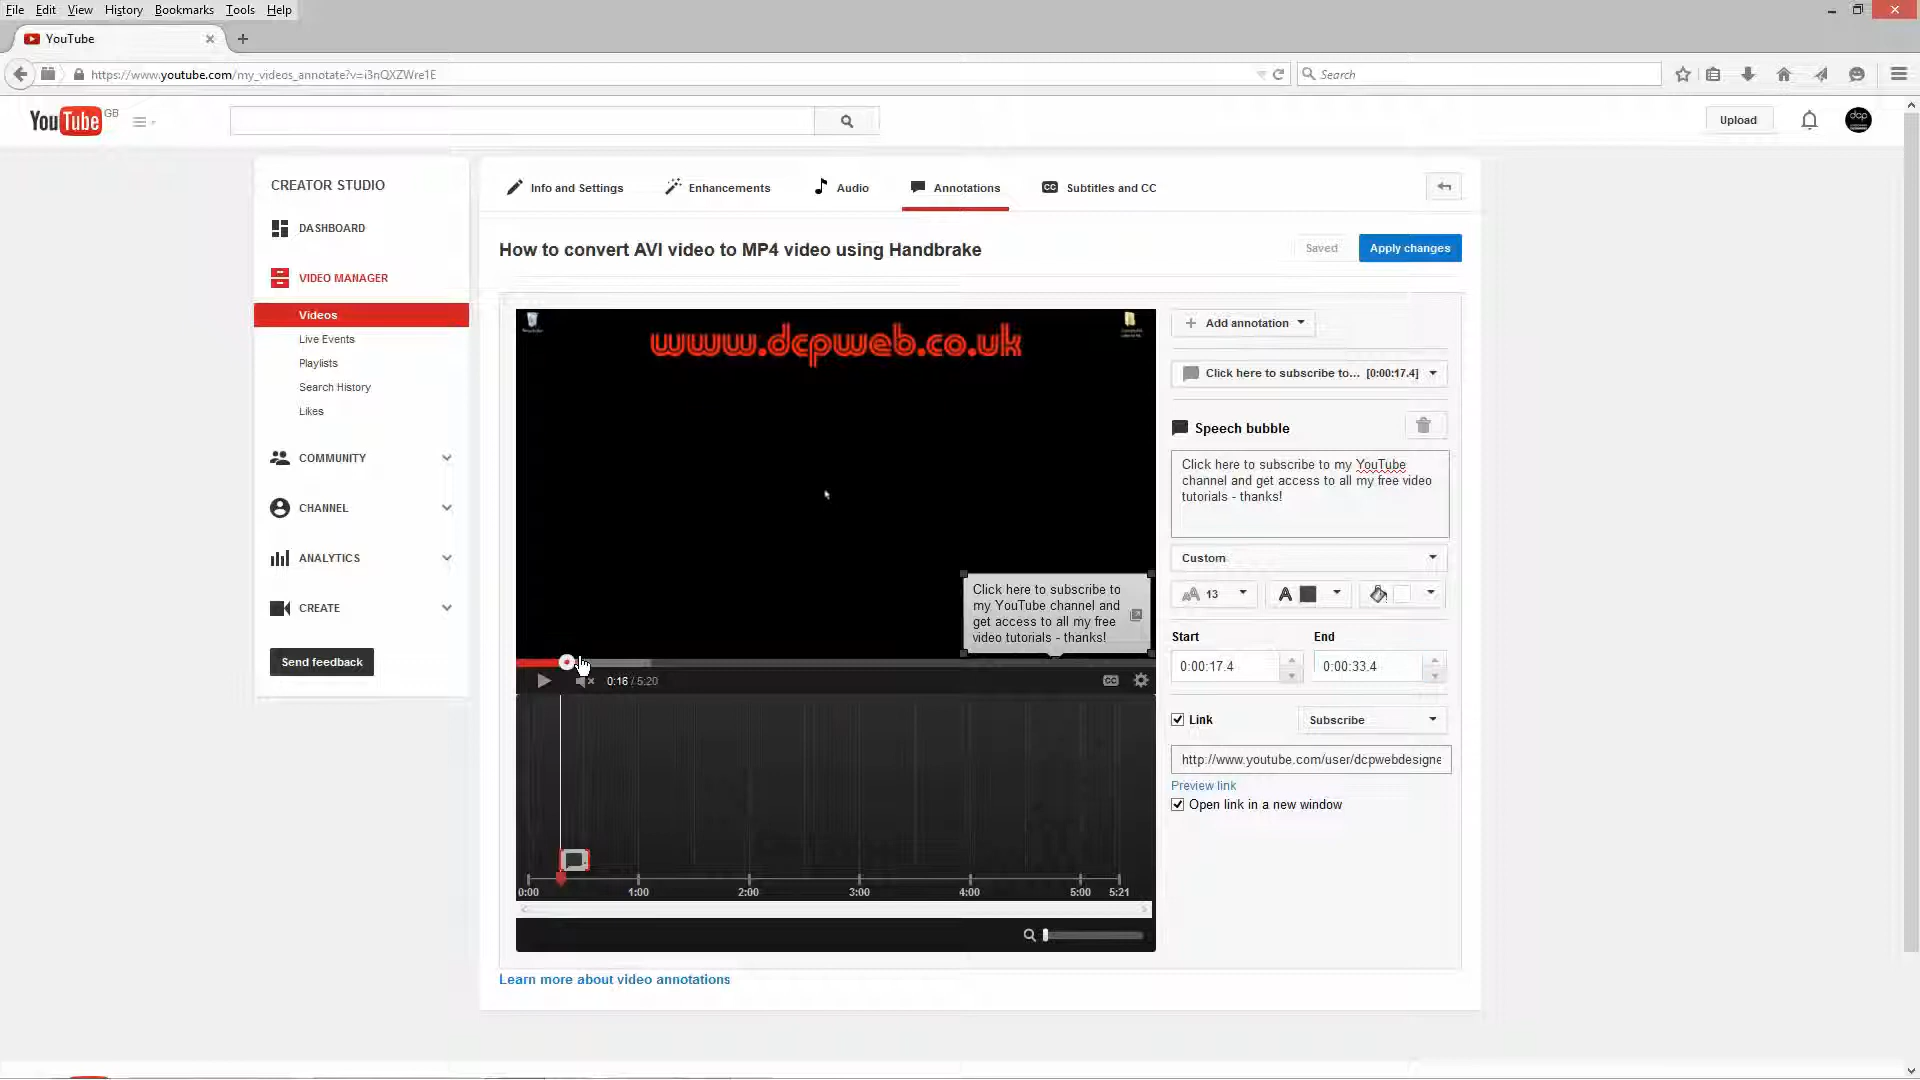 File Edit View History Bookmarks Tools Help
YouTube
https://www.youtube.com/my_videos_annotate?v=i3nQXZWre1E
Search
YouTube GB
Upload
dcp
CREATOR STUDIO
DASHBOARD
VIDEO MANAGER
Videos
Live Events
Playlists
Search History
Likes
COMMUNITY
CHANNEL
ANALYTICS
CREATE
Send feedback
Info and Settings
Enhancements
Audio
Annotations
CC Subtitles and CC
How to convert AVI video to MP4 video using Handbrake
Saved
Apply changes
www.dcpweb.co.uk
Click here to subscribe to
my YouTube channel and
get access to all my free
video tutorials - thanks!
0:16 / 5:20
CC
0:00 1:00 2:00 3:00 4:00 5:00 5:21
Add annotation
Click here to subscribe to... [0:00:17.4]
Speech bubble
Click here to subscribe to my YouTube
channel and get access to all my free video
tutorials - thanks!
Custom
AA 13
A
Start End
0:00:17.4 0:00:33.4
Link Subscribe
http://www.youtube.com/user/dcpwebdesigne
Preview link
Open link in a new window
Learn more about video annotations